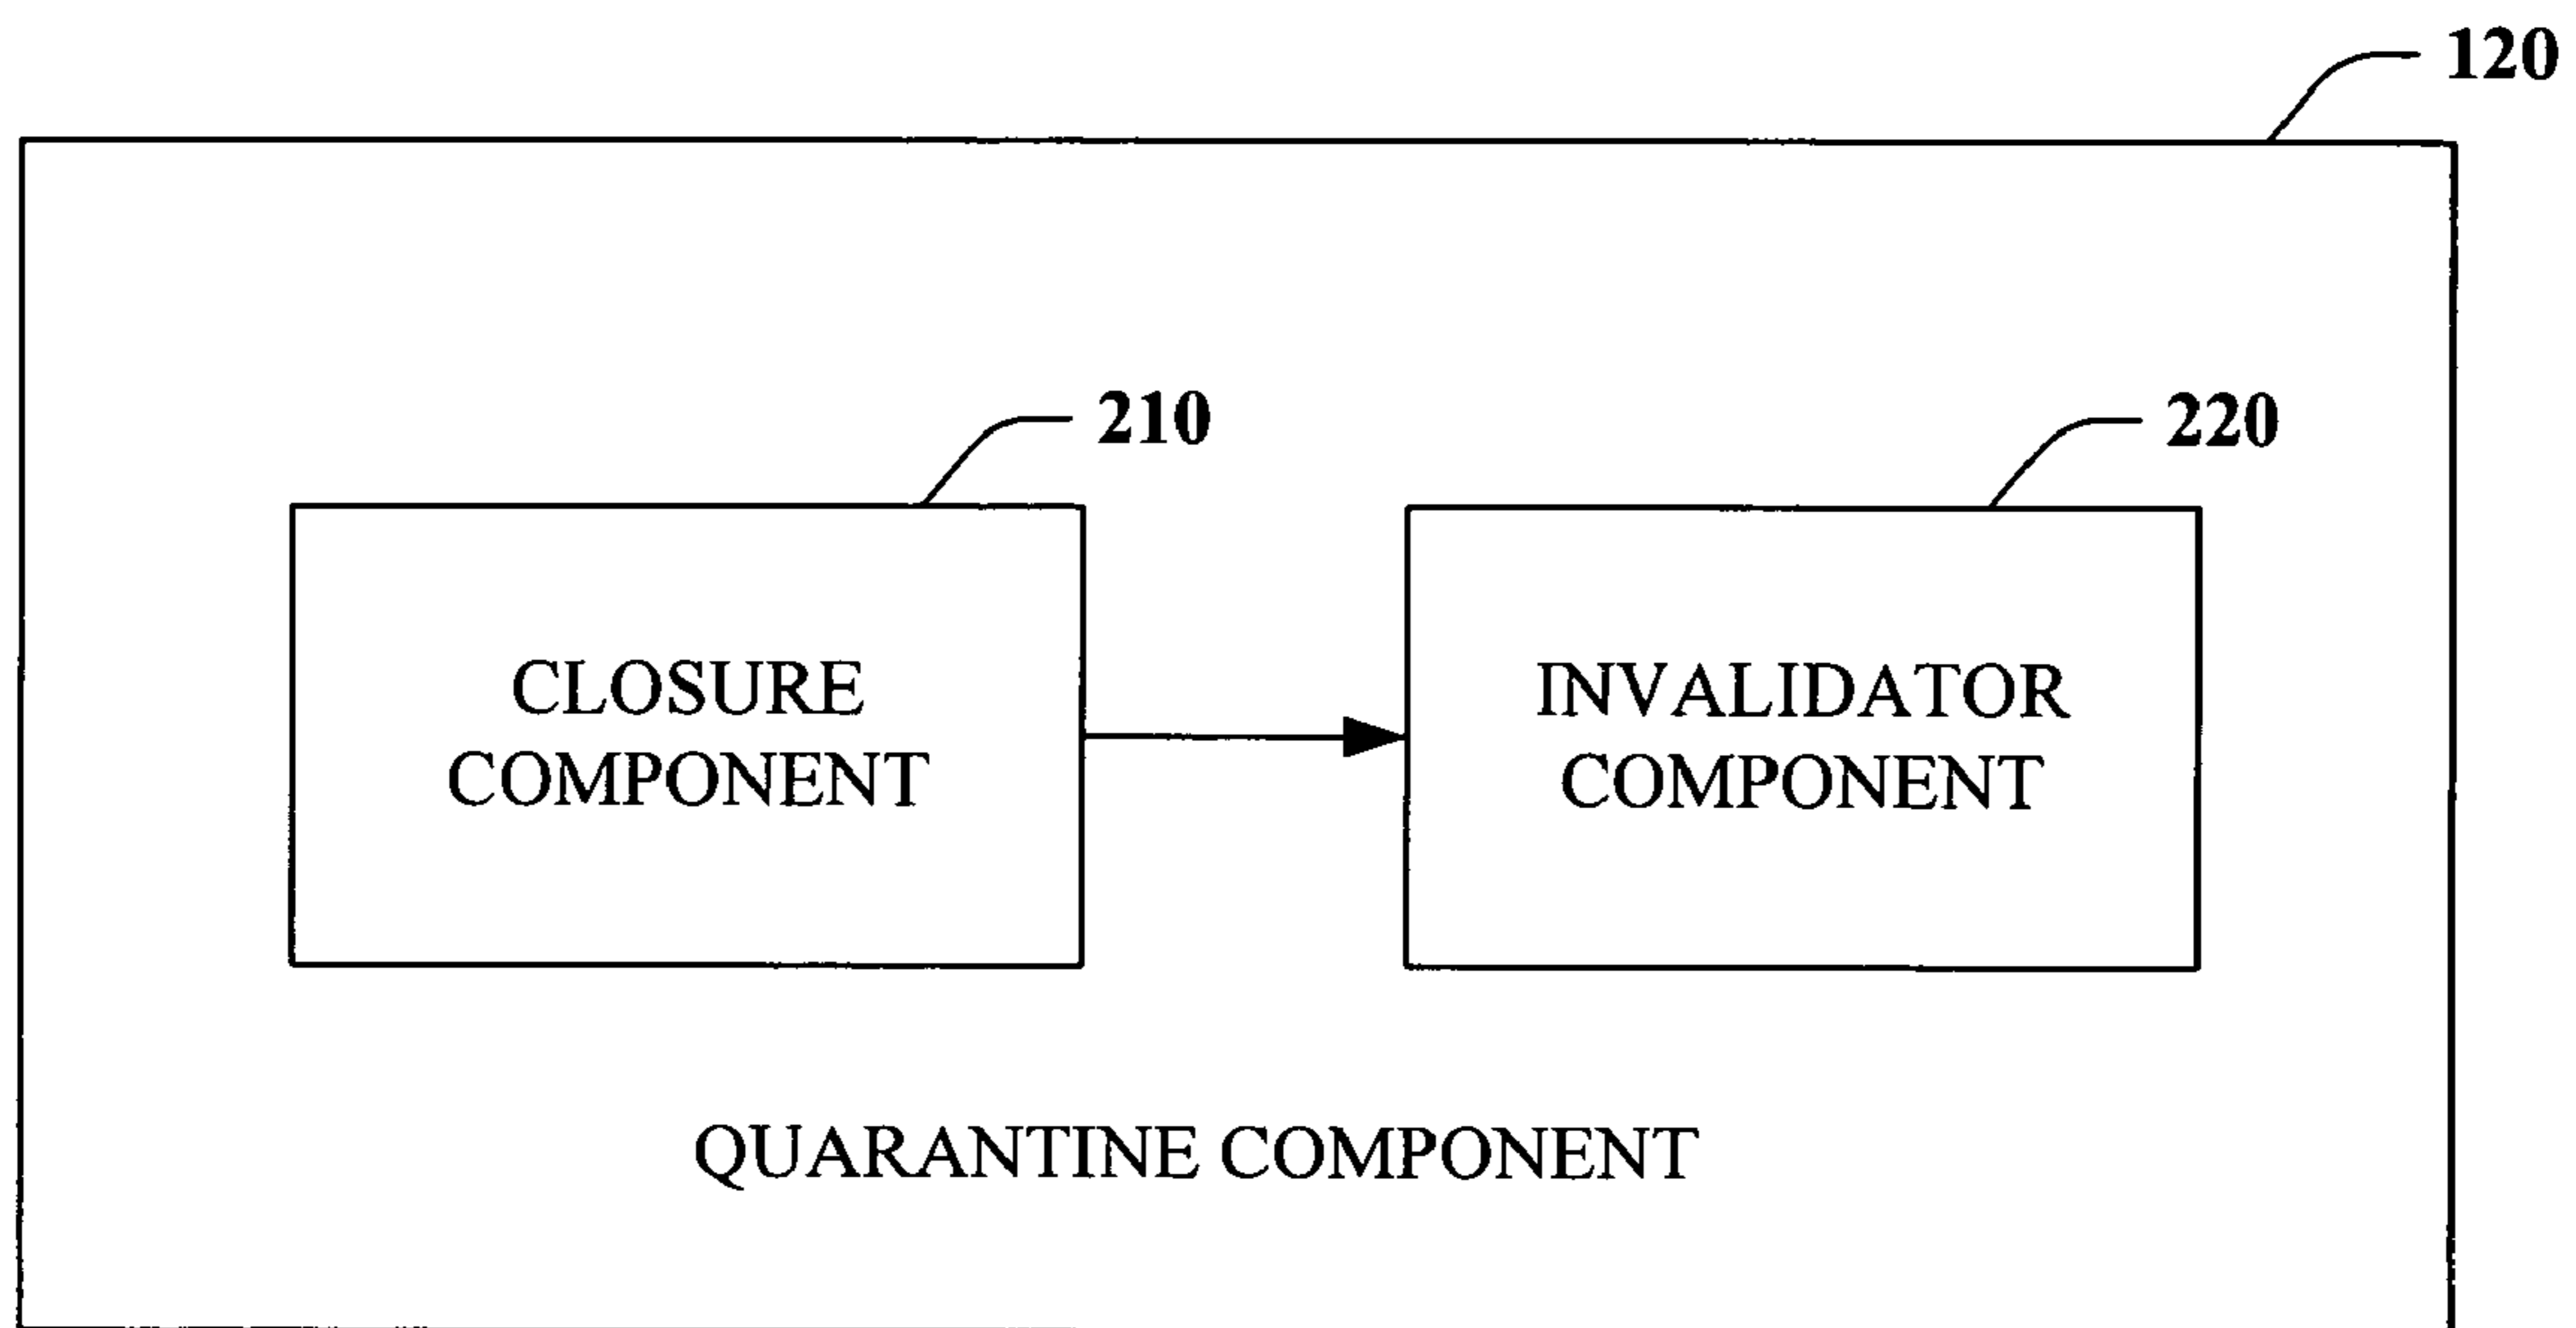 120
210
220
CLOSURE
COMPONENT
INVALIDATOR
COMPONENT
QUARANTINE COMPONENT